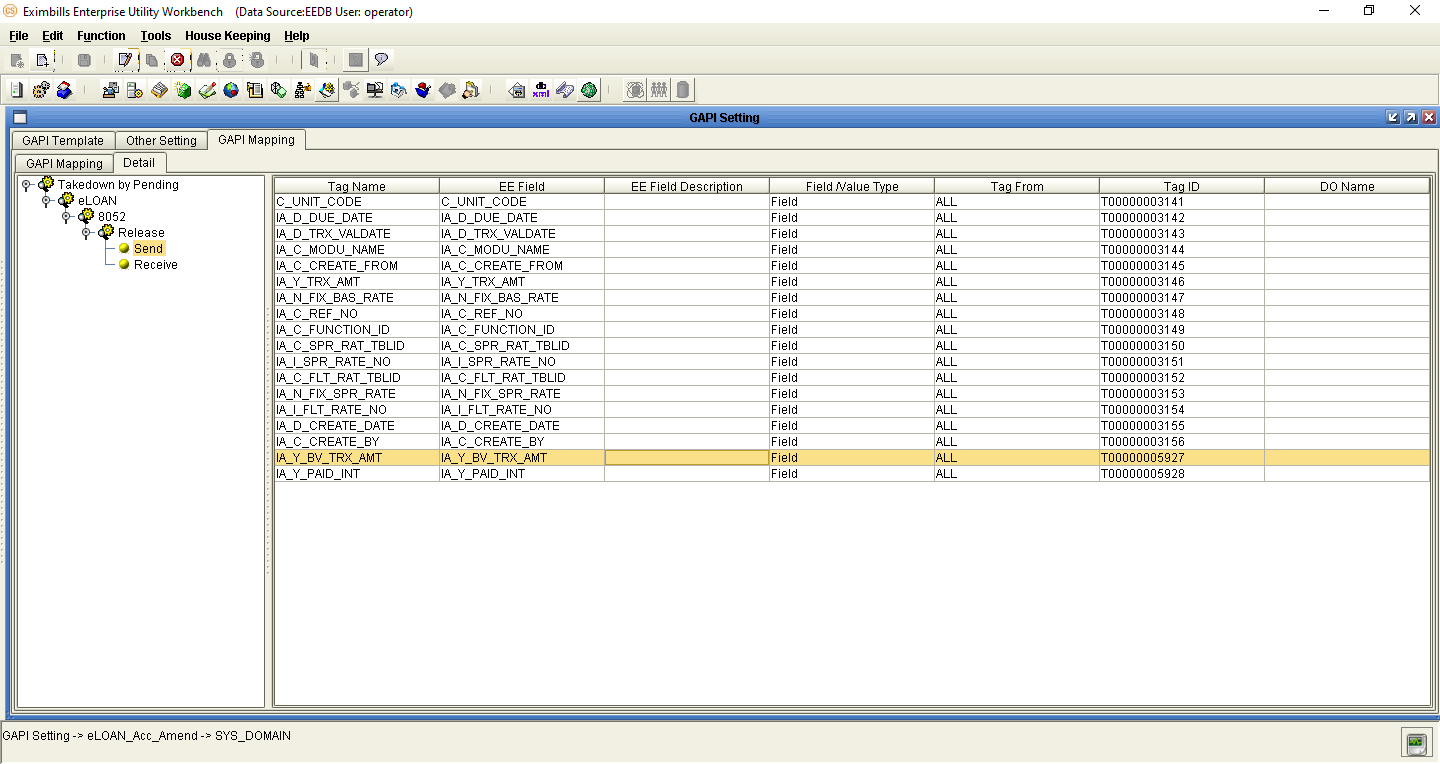 Eximbills Enterprise Utility Workbench (Data Source:EEDB User: operator)
File Edit Function Tools House Keeping Help
GAPI Setting
GAPI Template Other Setting GAPI Mapping
GAPI Mapping Detail
Takedown by Pending
eLOAN
8052
Release
Send
Receive
Tag Name EE Field EE Field Description Field /Value Type Tag From Tag ID DO Name
C_UNIT_CODE C_UNIT_CODE Field ALL T00000003141
IA_D_DUE_DATE IA_D_DUE_DATE Field ALL T00000003142
IA_D_TRX_VALDATE IA_D_TRX_VALDATE Field ALL T00000003143
IA_C_MODU_NAME IA_C_MODU_NAME Field ALL T00000003144
IA_C_CREATE_FROM IA_C_CREATE_FROM Field ALL T00000003145
IA_Y_TRX_AMT IA_Y_TRX_AMT Field ALL T00000003146
IA_N_FIX_BAS_RATE IA_N_FIX_BAS_RATE Field ALL T00000003147
IA_C_REF_NO IA_C_REF_NO Field ALL T00000003148
IA_C_FUNCTION_ID IA_C_FUNCTION_ID Field ALL T00000003149
IA_C_SPR_RAT_TBLID IA_C_SPR_RAT_TBLID Field ALL T00000003150
IA_I_SPR_RATE_NO IA_I_SPR_RATE_NO Field ALL T00000003151
IA_C_FLT_RAT_TBLID IA_C_FLT_RAT_TBLID Field ALL T00000003152
IA_N_FIX_SPR_RATE IA_N_FIX_SPR_RATE Field ALL T00000003153
IA_I_FLT_RATE_NO IA_I_FLT_RATE_NO Field ALL T00000003154
IA_D_CREATE_DATE IA_D_CREATE_DATE Field ALL T00000003155
IA_C_CREATE_BY IA_C_CREATE_BY Field ALL T00000003156
IA_Y_BV_TRX_AMT IA_Y_BV_TRX_AMT Field ALL T00000005927
IA_Y_PAID_INT IA_Y_PAID_INT Field ALL T00000005928
GAPI Setting -> eLOAN_Acc_Amend -> SYS_DOMAIN